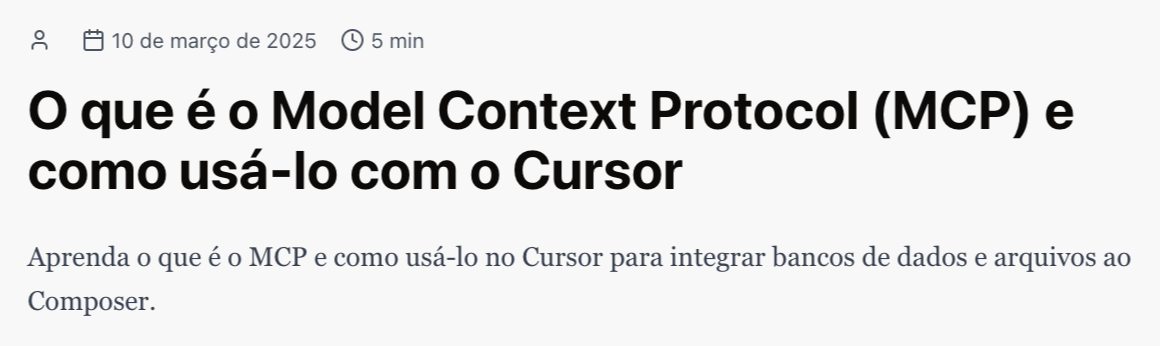 10 de março de 2025 5 min
O que é o Model Context Protocol (MCP) e
como usá-lo com o Cursor
Aprenda o que é o MCP e como usá-lo no Cursor para integrar bancos de dados e arquivos ao
Composer.